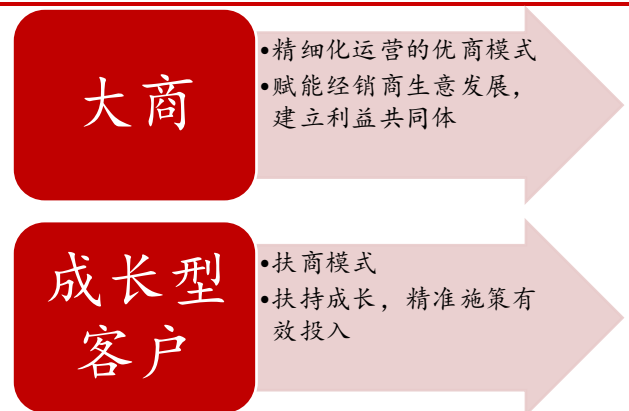 大商
•精细化运营的优商模式
•赋能经销商生意发展，
建立利益共同体
成长型
客户
•扶商模式
•扶持成长，精准施策有
效投入